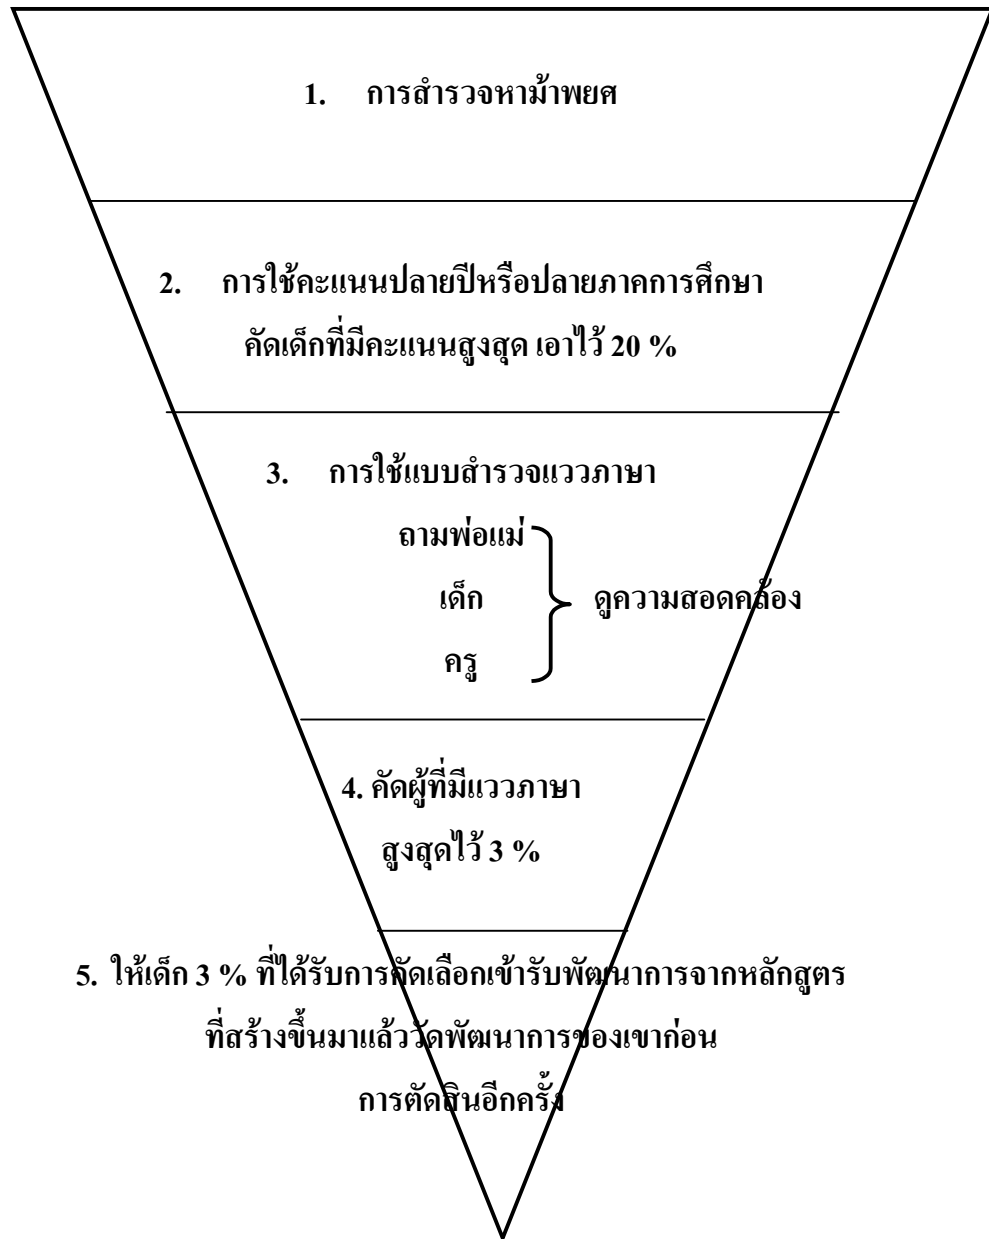 1. การสำรวจหาม้าพยศ
2. การใช้คะแนนปลายปีหรือปลายภาคการศึกษา
คัดเด็กที่มีคะแนนสูงสุด เอาไว้ 20 %
3. การใช้แบบสำรวจแววภาษา
ถามพ่อแม่
เด็ก ดูความสอดคล้อง
ครู
4. คัดผู้ที่มีแววภาษา
สูงสุดไว้ 3 %
5. ให้เด็ก 3 % ที่ได้รับการคัดเลือกเข้ารับพัฒนาการจากหลักสูตร
ที่สร้างขึ้นมาแล้ววัดพัฒนาการของเขาก่อน
การตัดสินอีกครั้ง